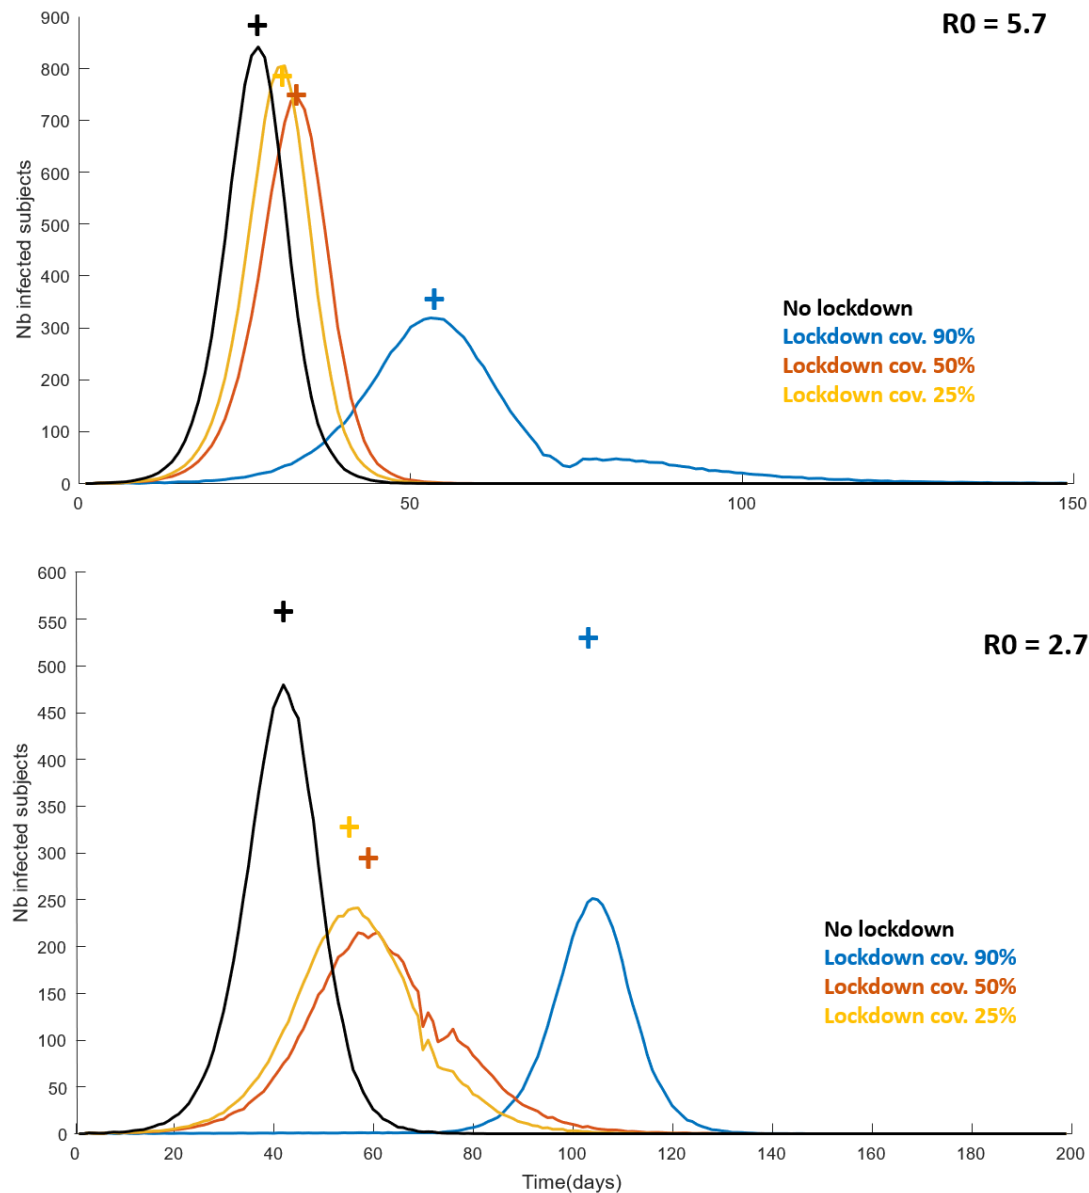 R0 = 5.7
900
800
700
600
500
400
300
200
100
0
Nb infected subjects
No lockdown
Lockdown cov. 90%
Lockdown cov. 50%
Lockdown cov. 25%
0 50 100 150
R0 = 2.7
600
550
500
450
400
350
300
250
200
150
100
50
0
Nb infected subjects
No lockdown
Lockdown cov. 90%
Lockdown cov. 50%
Lockdown cov. 25%
0 20 40 60 80 100 120 140 160 180 200
Time(days)